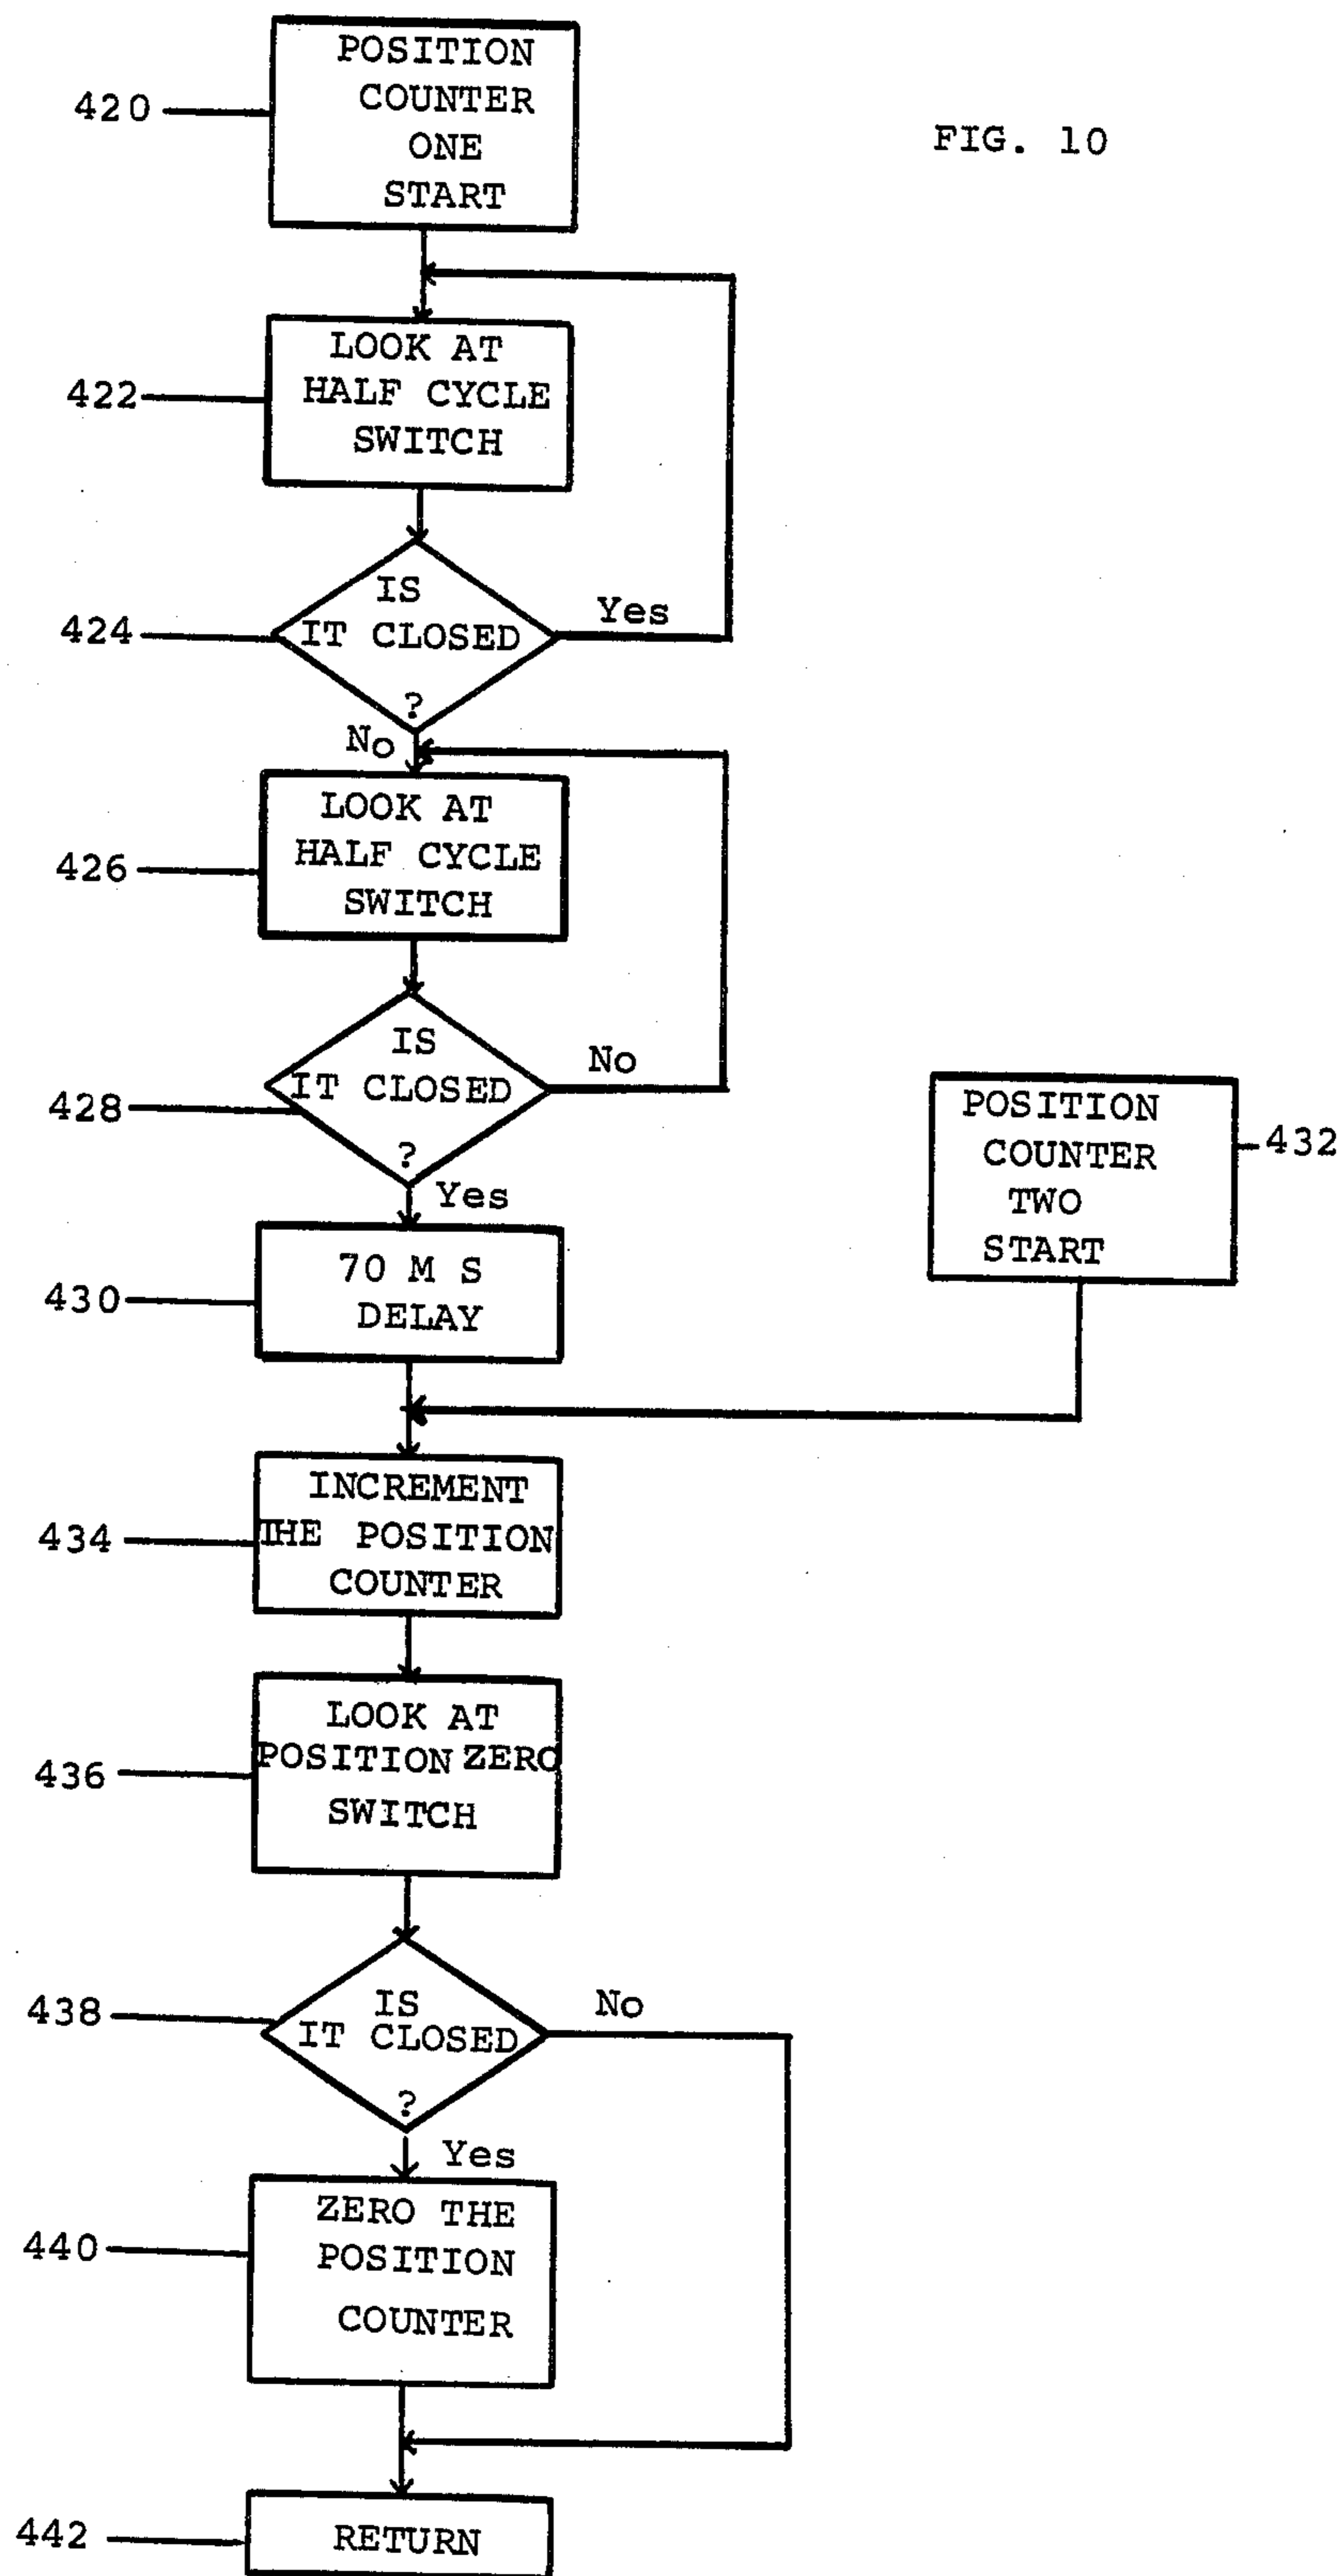 POSITION
COUNTER
ONE
START
420
FIG. 10
LOOK AT
HALF CYCLE
SWITCH
422
IS
IT CLOSED
?
424
Yes
No
LOOK AT
HALF CYCLE
SWITCH
426
IS
IT CLOSED
?
428
No
Yes
POSITION
COUNTER
TWO
START
432
70 M S
DELAY
430
INCREMENT
THE POSITION
COUNTER
434
LOOK AT
POSITION ZERO
SWITCH
436
IS
IT CLOSED
?
438
No
Yes
ZERO THE
POSITION
COUNTER
440
RETURN
442